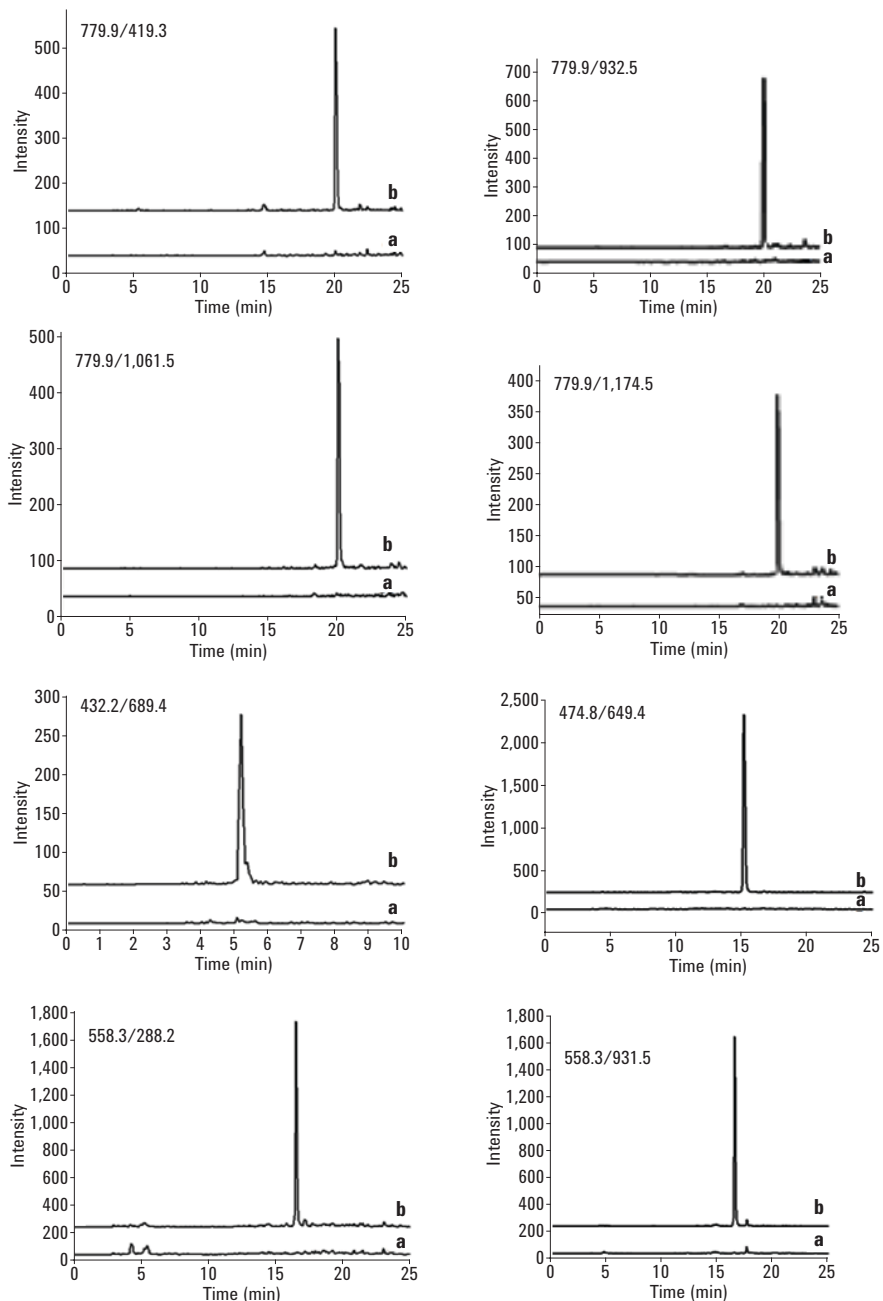 779.9/419.3
Intensity
500
400
300
200
100
0
b
a
0 5 10 15 20 25
Time (min)
779.9/932.5
Intensity
700
600
500
400
300
200
100
0
b
a
0 5 10 15 20 25
Time (min)
779.9/1,061.5
Intensity
500
400
300
200
100
0
b
a
0 5 10 15 20 25
Time (min)
779.9/1,174.5
Intensity
400
350
300
250
200
150
100
50
b
a
0 5 10 15 20 25
Time (min)
432.2/689.4
Intensity
300
250
200
150
100
50
0
b
a
0 1 2 3 4 5 6 7 8 9 10
Time (min)
474.8/649.4
Intensity
2,500
2,000
1,500
1,000
500
0
b
a
0 5 10 15 20 25
Time (min)
558.3/288.2
Intensity
1,800
1,600
1,400
1,200
1,000
800
600
400
200
0
b
a
0 5 10 15 20 25
Time (min)
558.3/931.5
Intensity
1,800
1,600
1,400
1,200
1,000
800
600
400
200
0
b
a
0 5 10 15 20 25
Time (min)